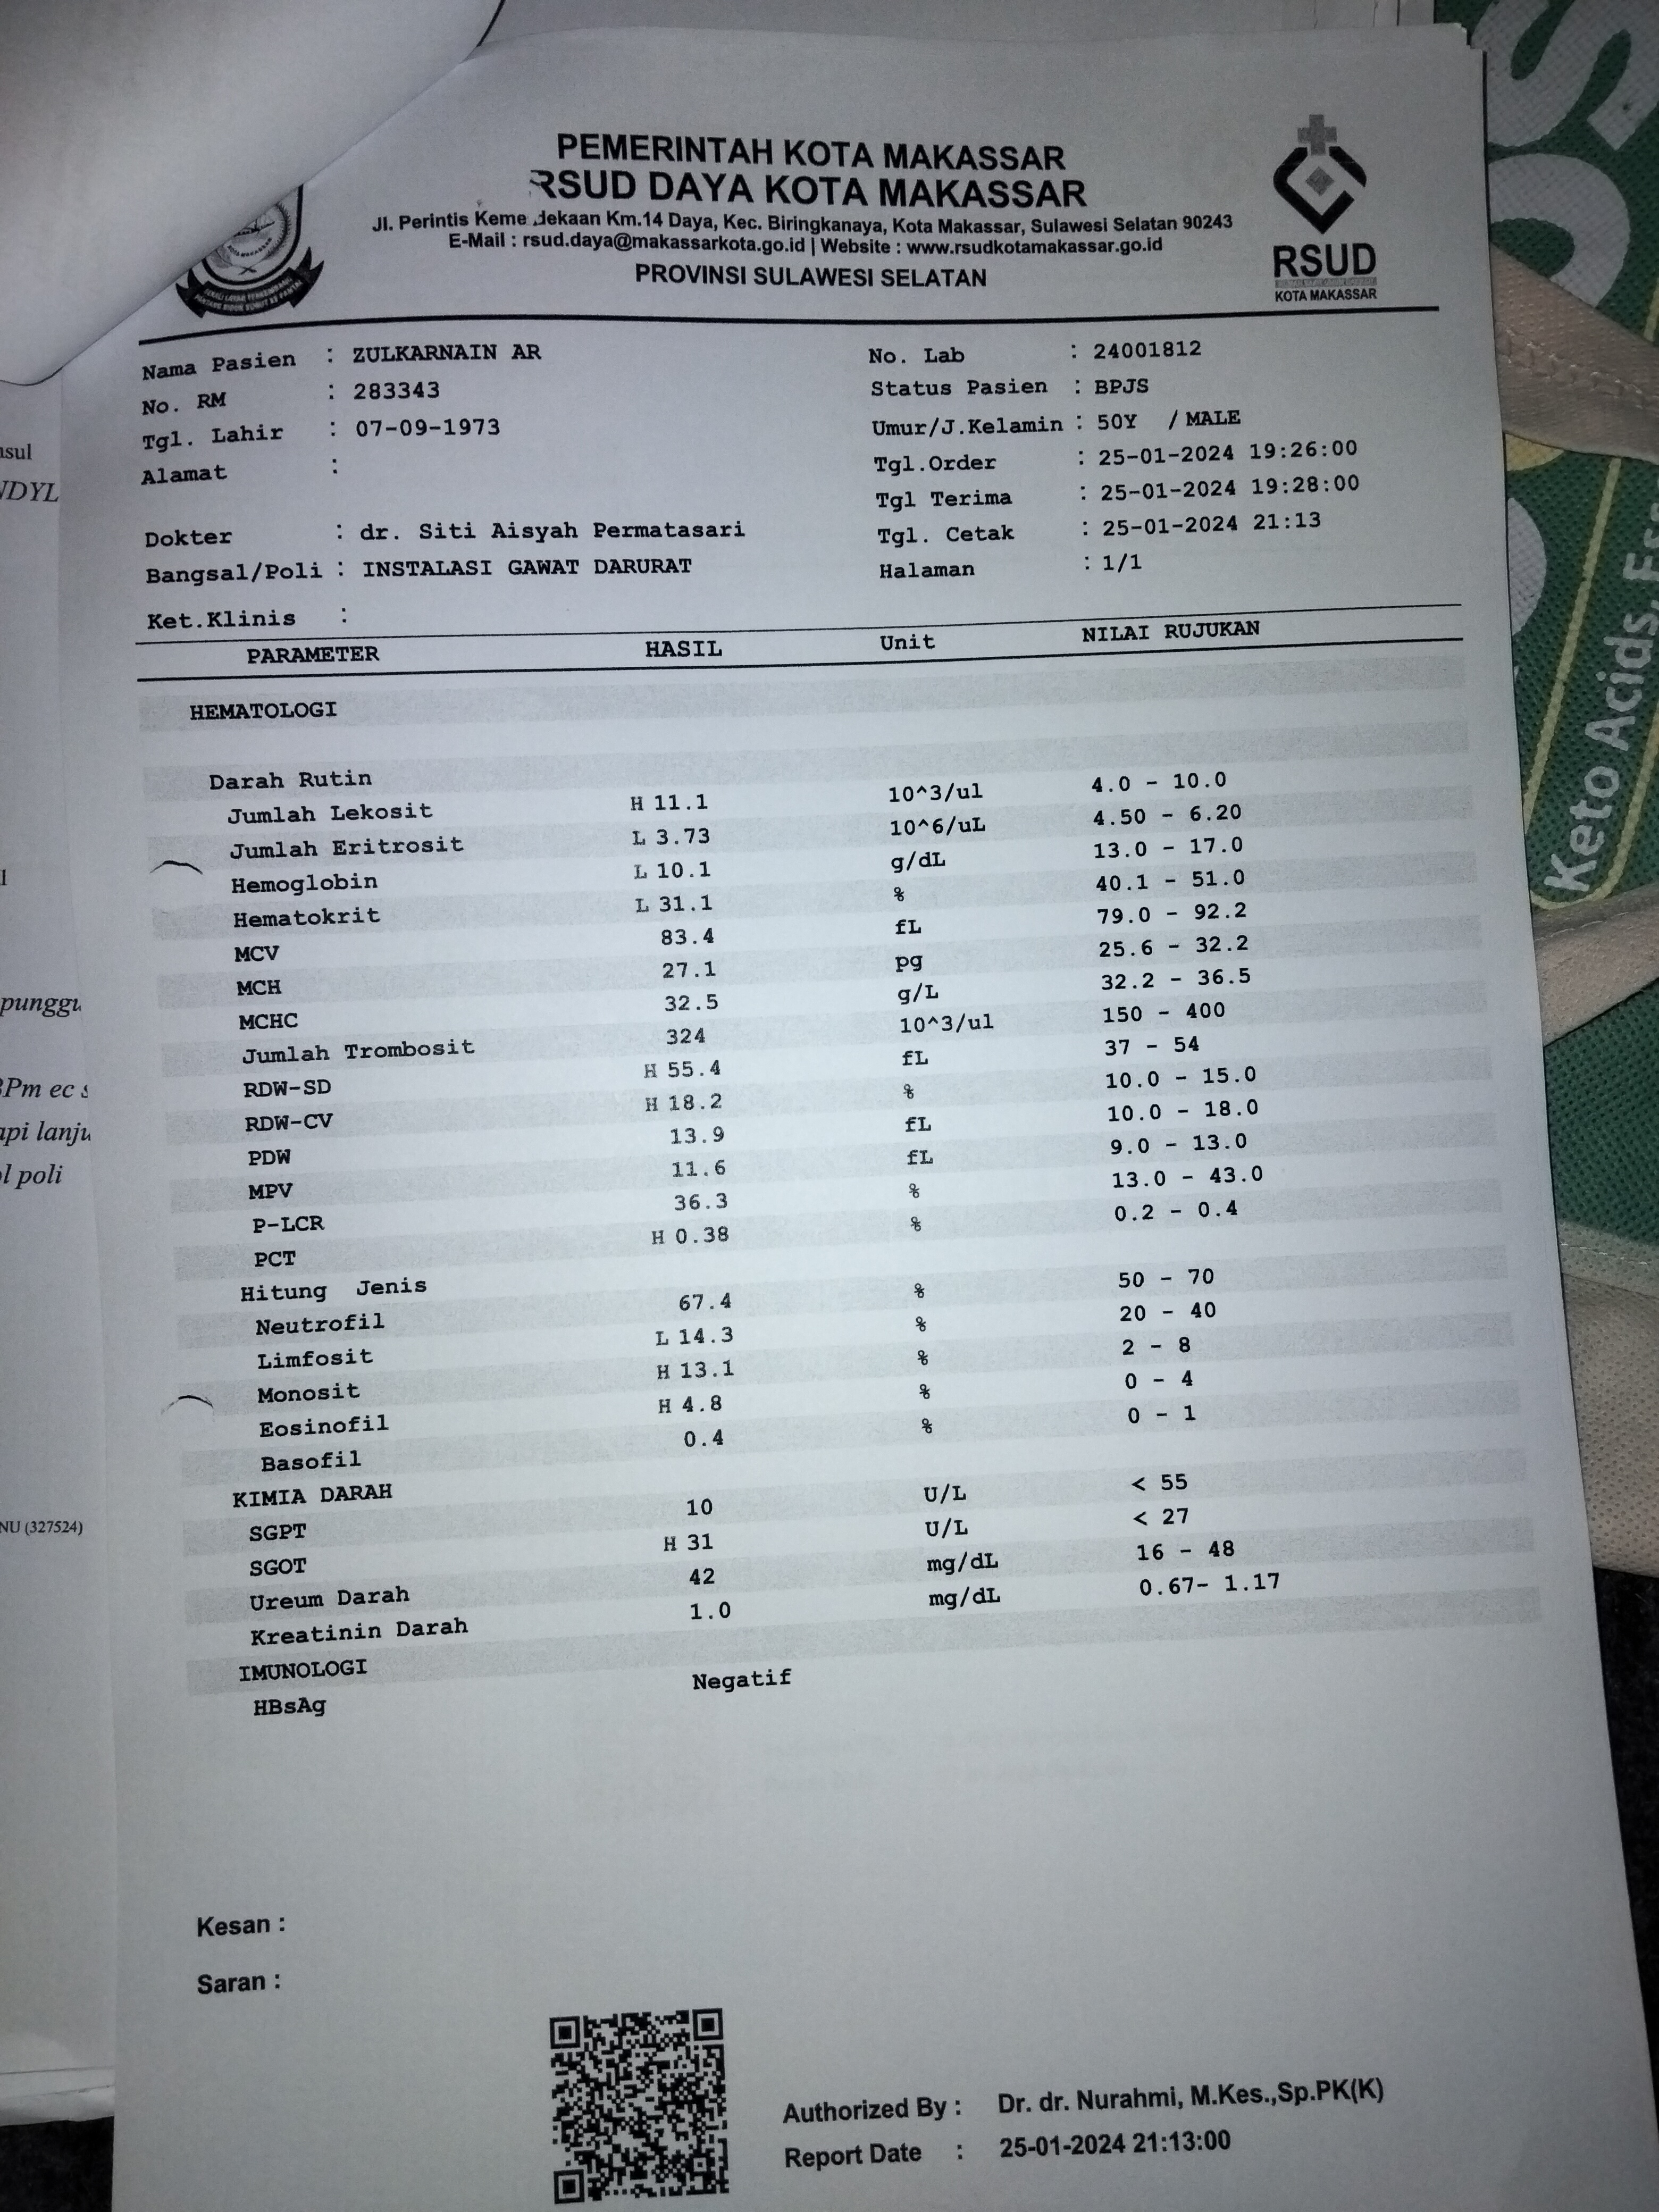 PEMERINTAH KOTA MAKASSAR
RSUD DAYA KOTA MAKASSAR
Jl. Perintis Keme dekaan Km.14 Daya, Kec. Biringkanaya, Kota Makassar, Sulawesi Selatan 90243
E-Mail : rsud.daya@makassarkota.go.id | Website : www.rsudkotamakassar.go.id
PROVINSI SULAWESI SELATAN
RSUD
KOTA MAKASSAR
Nama Pasien : ZULKARNAIN AR
No. RM : 283343
Tgl. Lahir : 07-09-1973
Alamat :
Dokter : dr. Siti Aisyah Permatasari
Bangsal/Poli : INSTALASI GAWAT DARURAT
Ket.Klinis :
No. Lab : 24001812
Status Pasien : BPJS
Umur/J.Kelamin : 50Y / MALE
Tgl.Order : 25-01-2024 19:26:00
Tgl Terima : 25-01-2024 19:28:00
Tgl. Cetak : 25-01-2024 21:13
Halaman : 1/1
PARAMETER HASIL Unit NILAI RUJUKAN
HEMATOLOGI
Darah Rutin
Jumlah Lekosit H 11.1 10^3/ul 4.0 - 10.0
Jumlah Eritrosit L 3.73 10^6/uL 4.50 - 6.20
Hemoglobin L 10.1 g/dL 13.0 - 17.0
Hematokrit L 31.1 % 40.1 - 51.0
MCV 83.4 fL 79.0 - 92.2
MCH 27.1 pg 25.6 - 32.2
MCHC 32.5 g/L 32.2 - 36.5
Jumlah Trombosit 324 10^3/ul 150 - 400
RDW-SD H 55.4 fL 37 - 54
RDW-CV H 18.2 % 10.0 - 15.0
PDW 13.9 fL 10.0 - 18.0
MPV 11.6 fL 9.0 - 13.0
P-LCR 36.3 % 13.0 - 43.0
PCT H 0.38 % 0.2 - 0.4
Hitung Jenis
Neutrofil 67.4 % 50 - 70
Limfosit L 14.3 % 20 - 40
Monosit H 13.1 % 2 - 8
Eosinofil H 4.8 % 0 - 4
Basofil 0.4 % 0 - 1
KIMIA DARAH
SGPT 10 U/L < 55
SGOT H 31 U/L < 27
Ureum Darah 42 mg/dL 16 - 48
Kreatinin Darah 1.0 mg/dL 0.67- 1.17
IMUNOLOGI
HBsAg Negatif
Kesan :
Saran :
Authorized By : Dr. dr. Nurahmi, M.Kes.,Sp.PK(K)
Report Date : 25-01-2024 21:13:00
NDYL
punggu
api lanju
l poli
NU (327524)
Keto Acids, Es